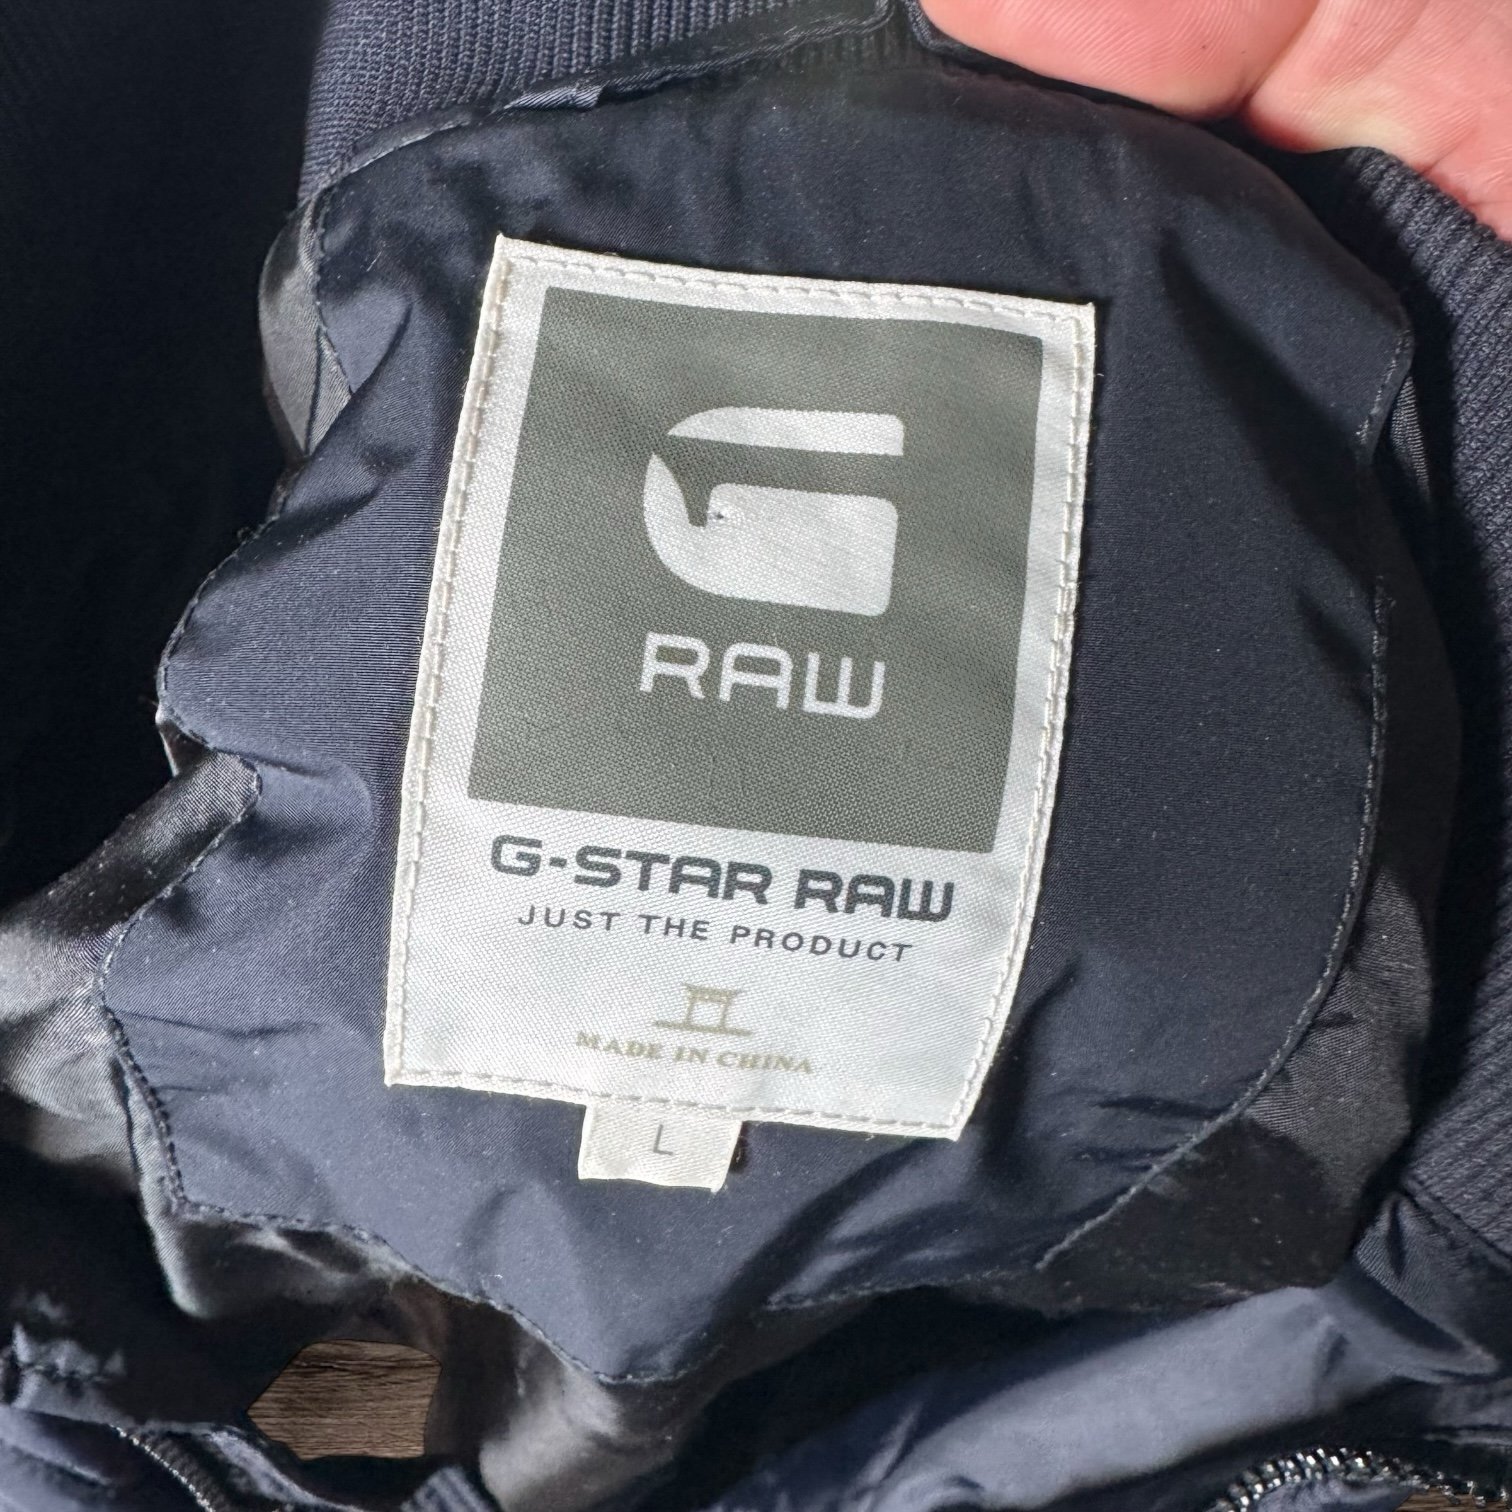 G
RAW
G-STAR RAW
JUST THE PRODUCT
MADE IN CHINA
L